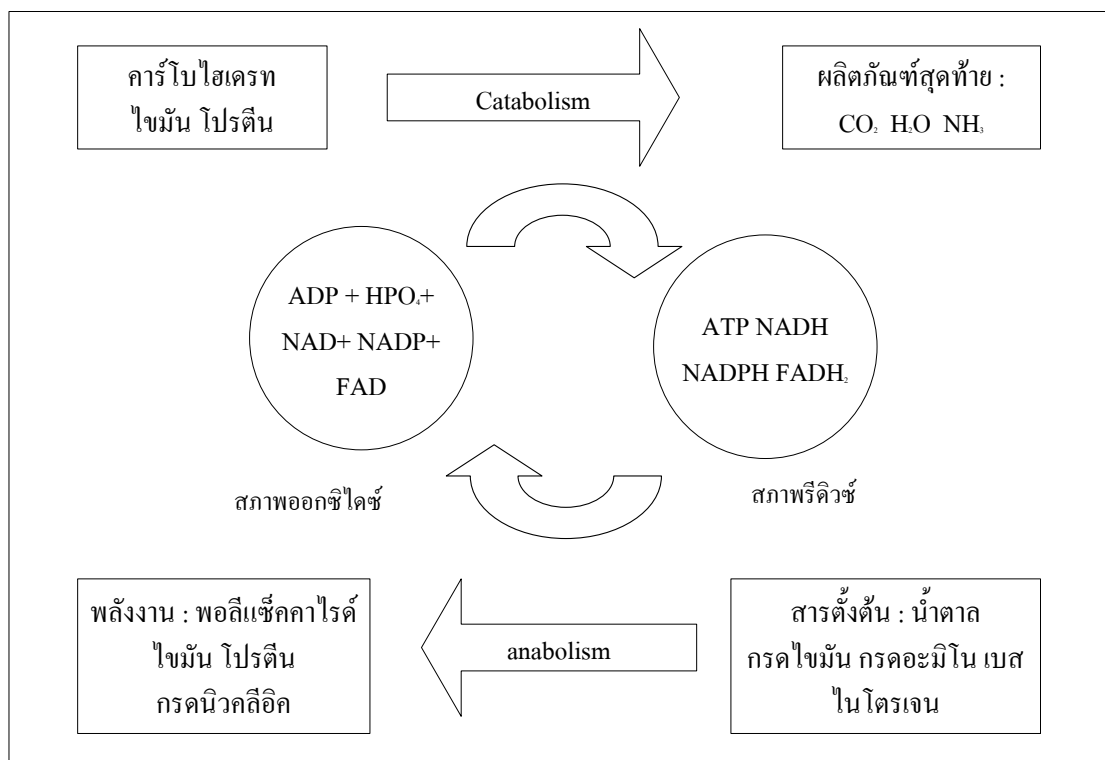 คาร์โบไฮเดรท
ไขมัน โปรตีน
Catabolism
ผลิตภัณฑ์สุดท้าย :
CO₂ H₂O NH₃
ADP + HPO₄+
NAD+ NADP+
FAD
ATP NADH
NADPH FADH₂
สภาพออกซิไดซ์
สภาพรีดิวซ์
พลังงาน : พอลีแซ็คคาไรด์
ไขมัน โปรตีน
กรดนิวคลีอิค
anabolism
สารตั้งต้น : น้ำตาล
กรดไขมัน กรดอะมิโน เบส
ไนโตรเจน